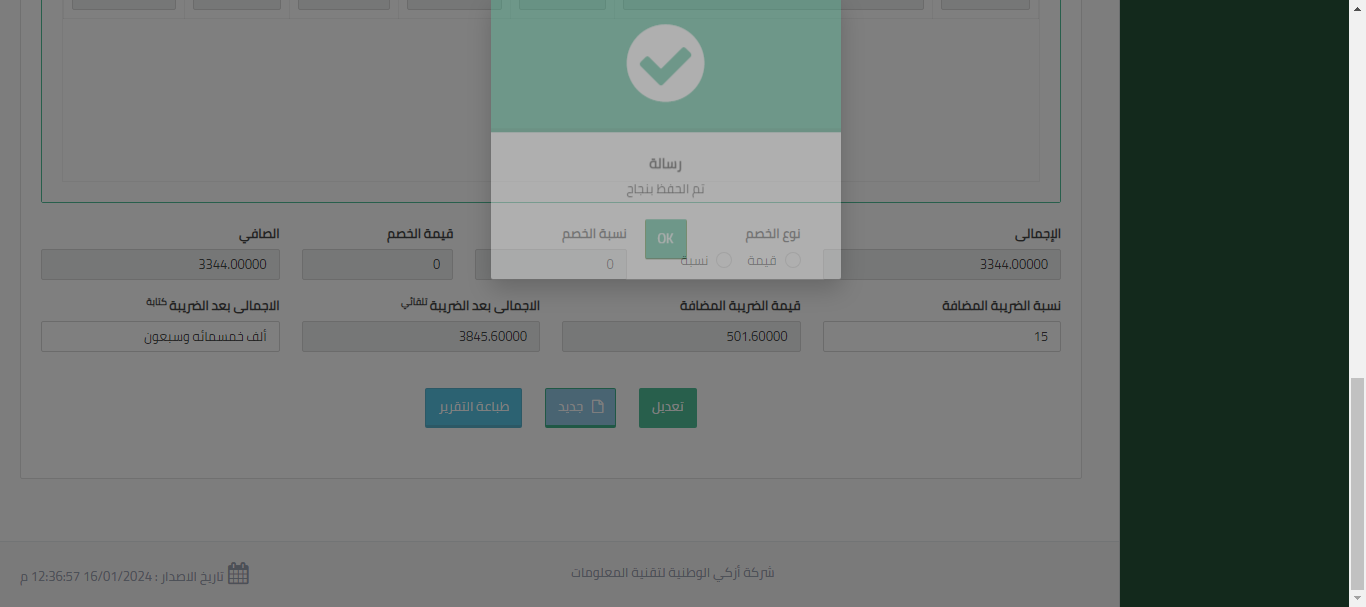 رسالة
تم الحفظ بنجاح
OK
الإجمالى
نوع الخصم
نسبة الخصم
قيمة الخصم
الصافي
3344.00000
قيمة
نسبة
0
0
3344.00000
نسبة الضريبة المضافة
قيمة الضريبة المضافة
الاجمالى بعد الضريبة تلقائي
الاجمالى بعد الضريبة كتابة
15
501.60000
3845.60000
ألف خمسمائه وسبعون
تعديل
جديد
طباعة التقرير
شركة أزكي الوطنية لتقنية المعلومات
تاريخ الاصدار : 16/01/2024 12:36:57 م